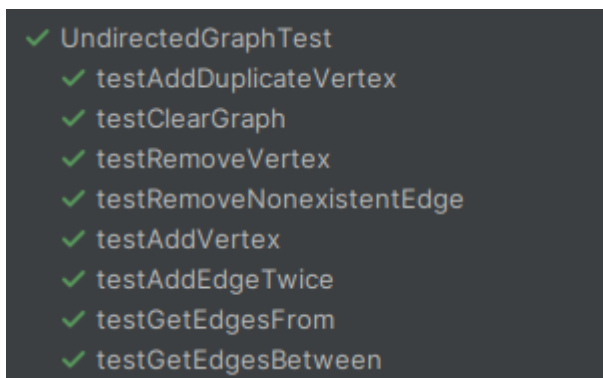 UndirectedGraphTest
testAddDuplicateVertex
testClearGraph
testRemoveVertex
testRemoveNonexistentEdge
testAddVertex
testAddEdgeTwice
testGetEdgesFrom
testGetEdgesBetween